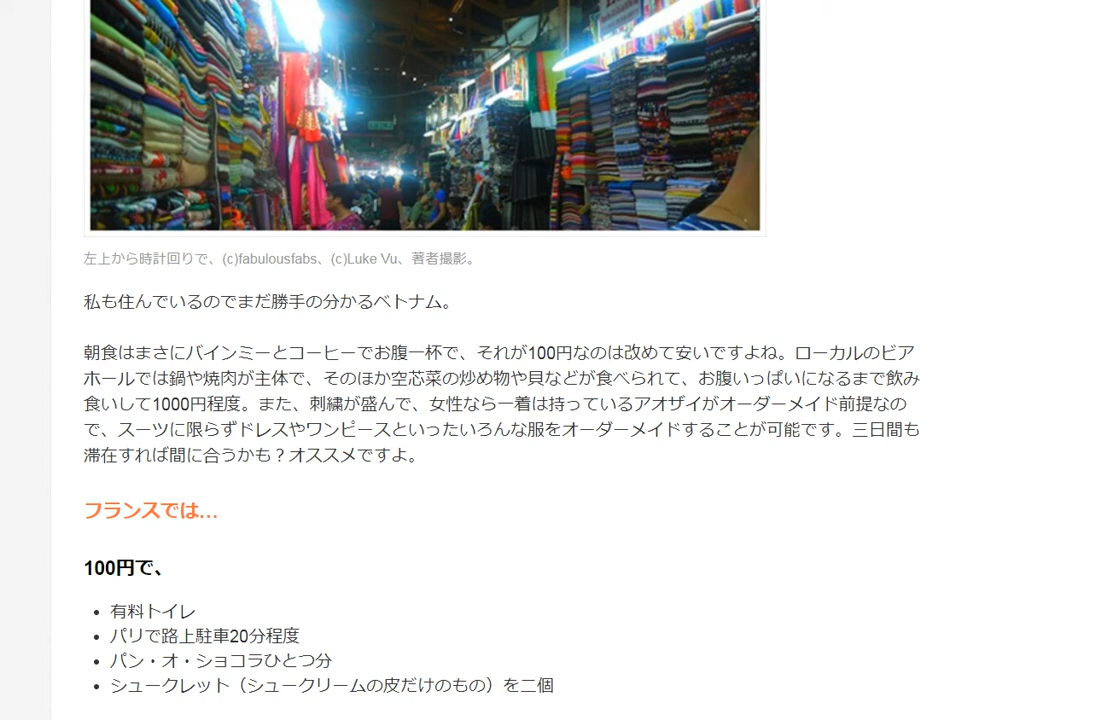 左上から時計回りで、(c)fabulousfabs、(c)Luke Vu、著者撮影。
私も住んでいるのでまだ勝手の分かるベトナム。
朝食はまさにバインミーとコーヒーでお腹一杯で、それが100円なのは改めて安いですよね。ローカルのビア
ホールでは鍋や焼肉が主体で、そのほか空芯菜の炒め物や貝などが食べられて、お腹いっぱいになるまで飲み
食いして1000円程度。また、刺繍が盛んで、女性なら一着は持っているアオザイがオーダーメイド前提なの
で、スーツに限らずドレスやワンピースといったいろんな服をオーダーメイドすることが可能です。三日間も
滞在すれば間に合うかも？オススメですよ。
フランスでは…
100円で、
• 有料トイレ
• パリで路上駐車20分程度
• パン・オ・ショコラひとつ分
• シュークレット（シュークリームの皮だけのもの）を二個